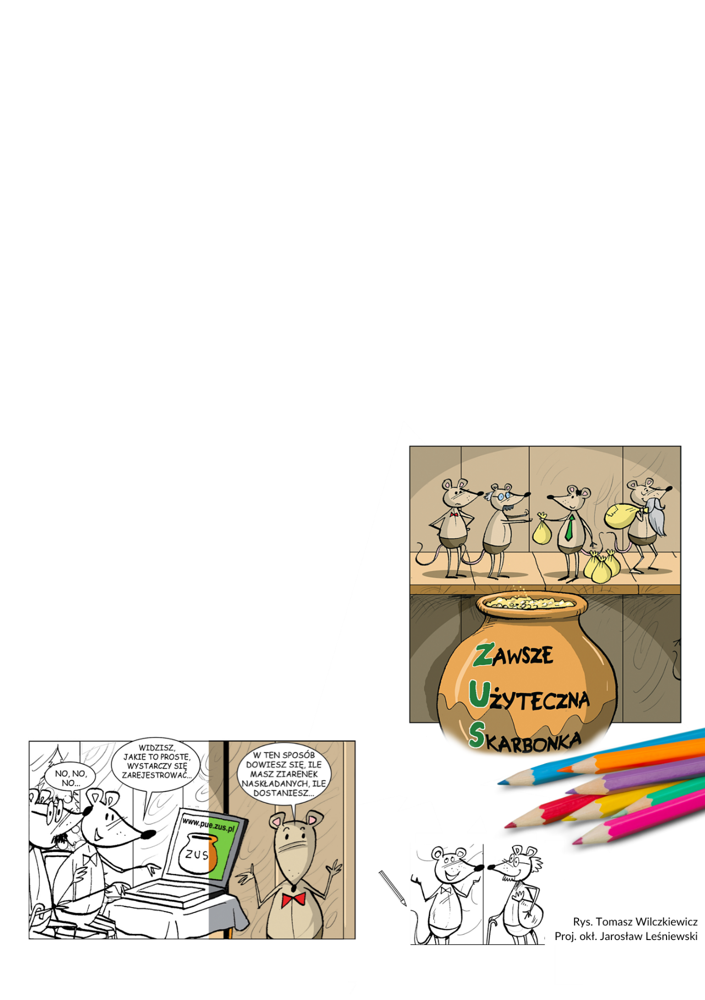 ZAWSZE
UŻYTECZNA
SKARBONKA
NO, NO,
NO...
WIDZISZ,
JAKIE TO PROSTE,
WYSTARCZY SIĘ
ZAREJESTROWAĆ...
www.pue.zus.pl
ZUS
W TEN SPOSÓB
DOWIESZ SIĘ, ILE
MASZ ZIARENEK
NASKŁADANYCH, ILE
DOSTANIESZ...
Rys. Tomasz Wilczkiewicz
Proj. okł. Jarosław Leśniewski